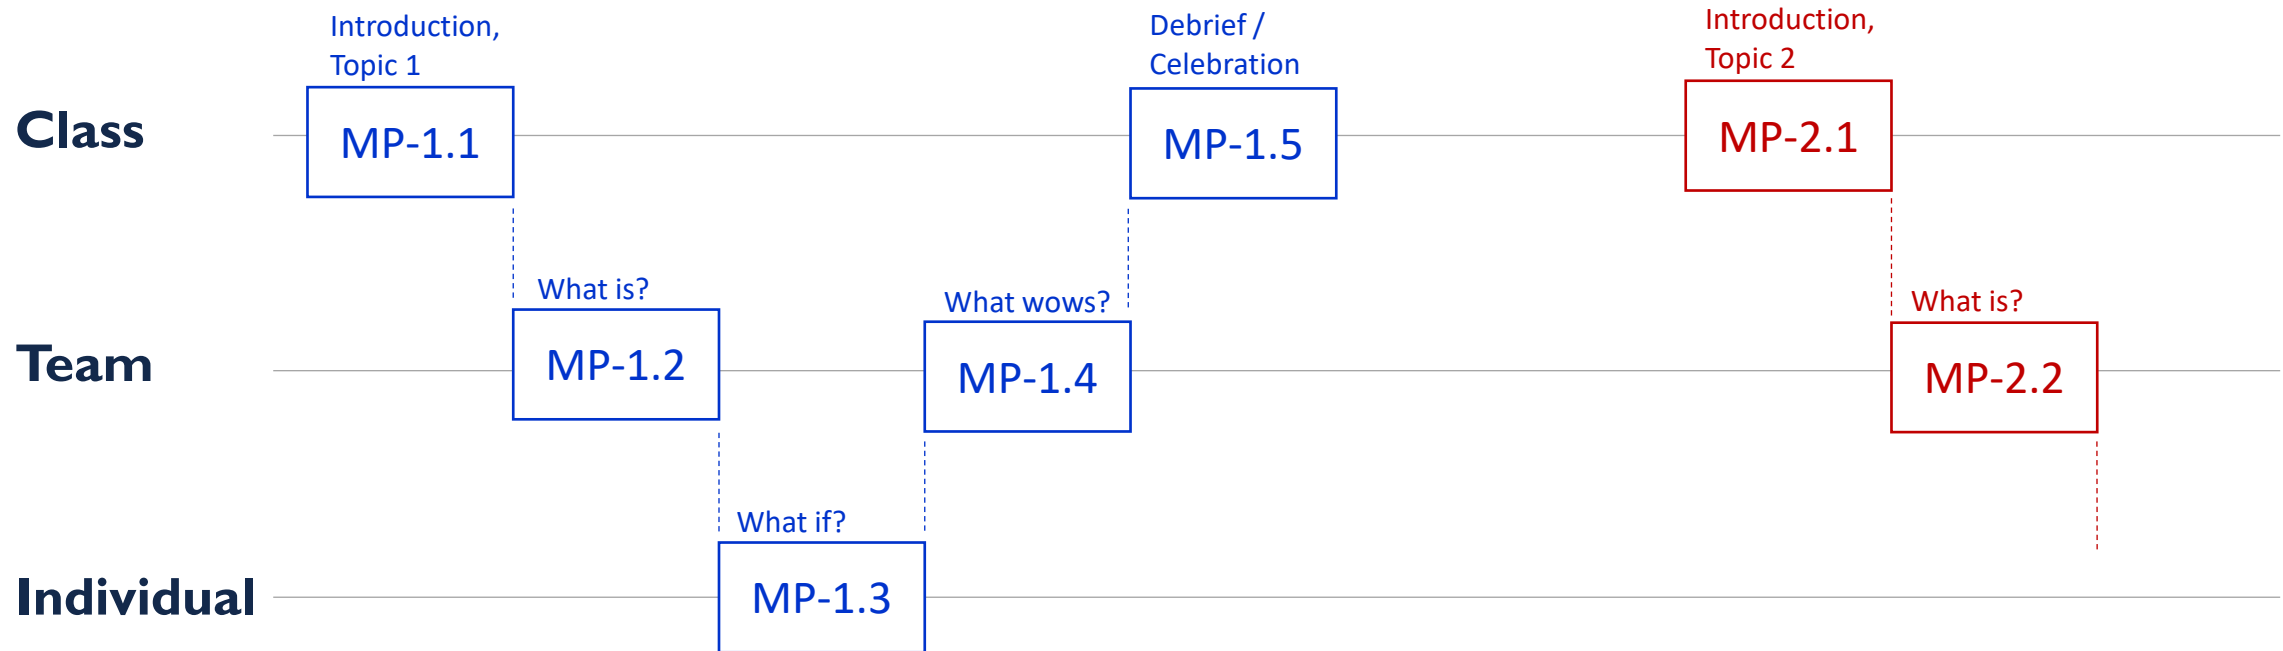 Introduction,
Topic 1
Debrief /
Celebration
Introduction,
Topic 2
Class
MP-1.1
MP-1.5
MP-2.1
What is?
What wows?
What is?
Team
MP-1.2
MP-1.4
MP-2.2
What if?
Individual
MP-1.3